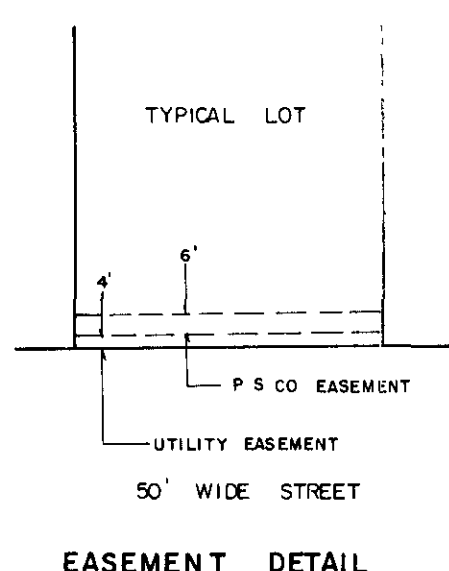 TYPICAL LOT
6'
4'
P S CO EASEMENT
UTILITY EASEMENT
50' WIDE STREET
EASEMENT DETAIL